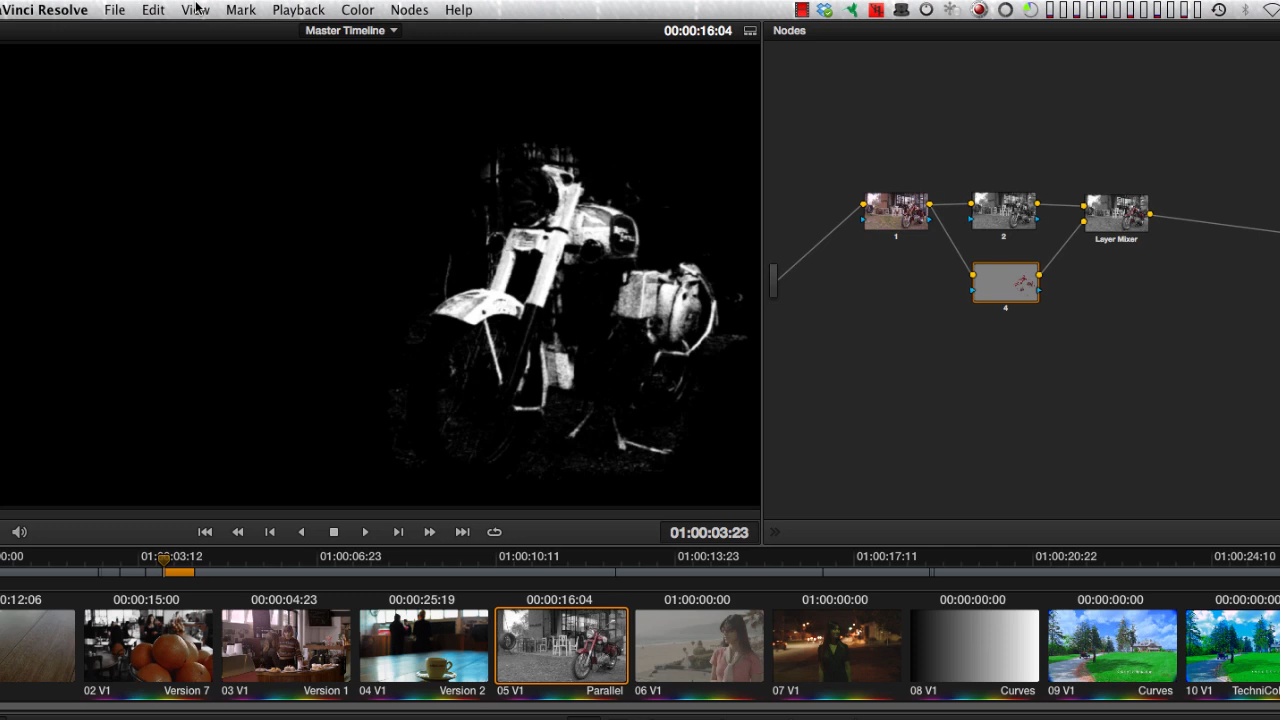 aVinci Resolve File Edit View Mark Playback Color Nodes Help
Master Timeline 00:00:16:04 Nodes
1 2 Layer Mixer
4
01:00:03:23
0:00 01:00:06:23 01:00:10:11 01:00:13:23 01:00:17:11 01:00:20:22 01:00:24:10
0:12:06 00:00:15:00 00:00:04:23 00:00:25:19 00:00:16:04 01:00:00:00 01:00:00:00 00:00:00:00 00:00:00:00 00:00:00:0
02 V1 Version 7 03 V1 Version 1 04 V1 Version 2 05 V1 Parallel 06 V1 07 V1 08 V1 Curves 09 V1 Curves 10 V1 TechniCol